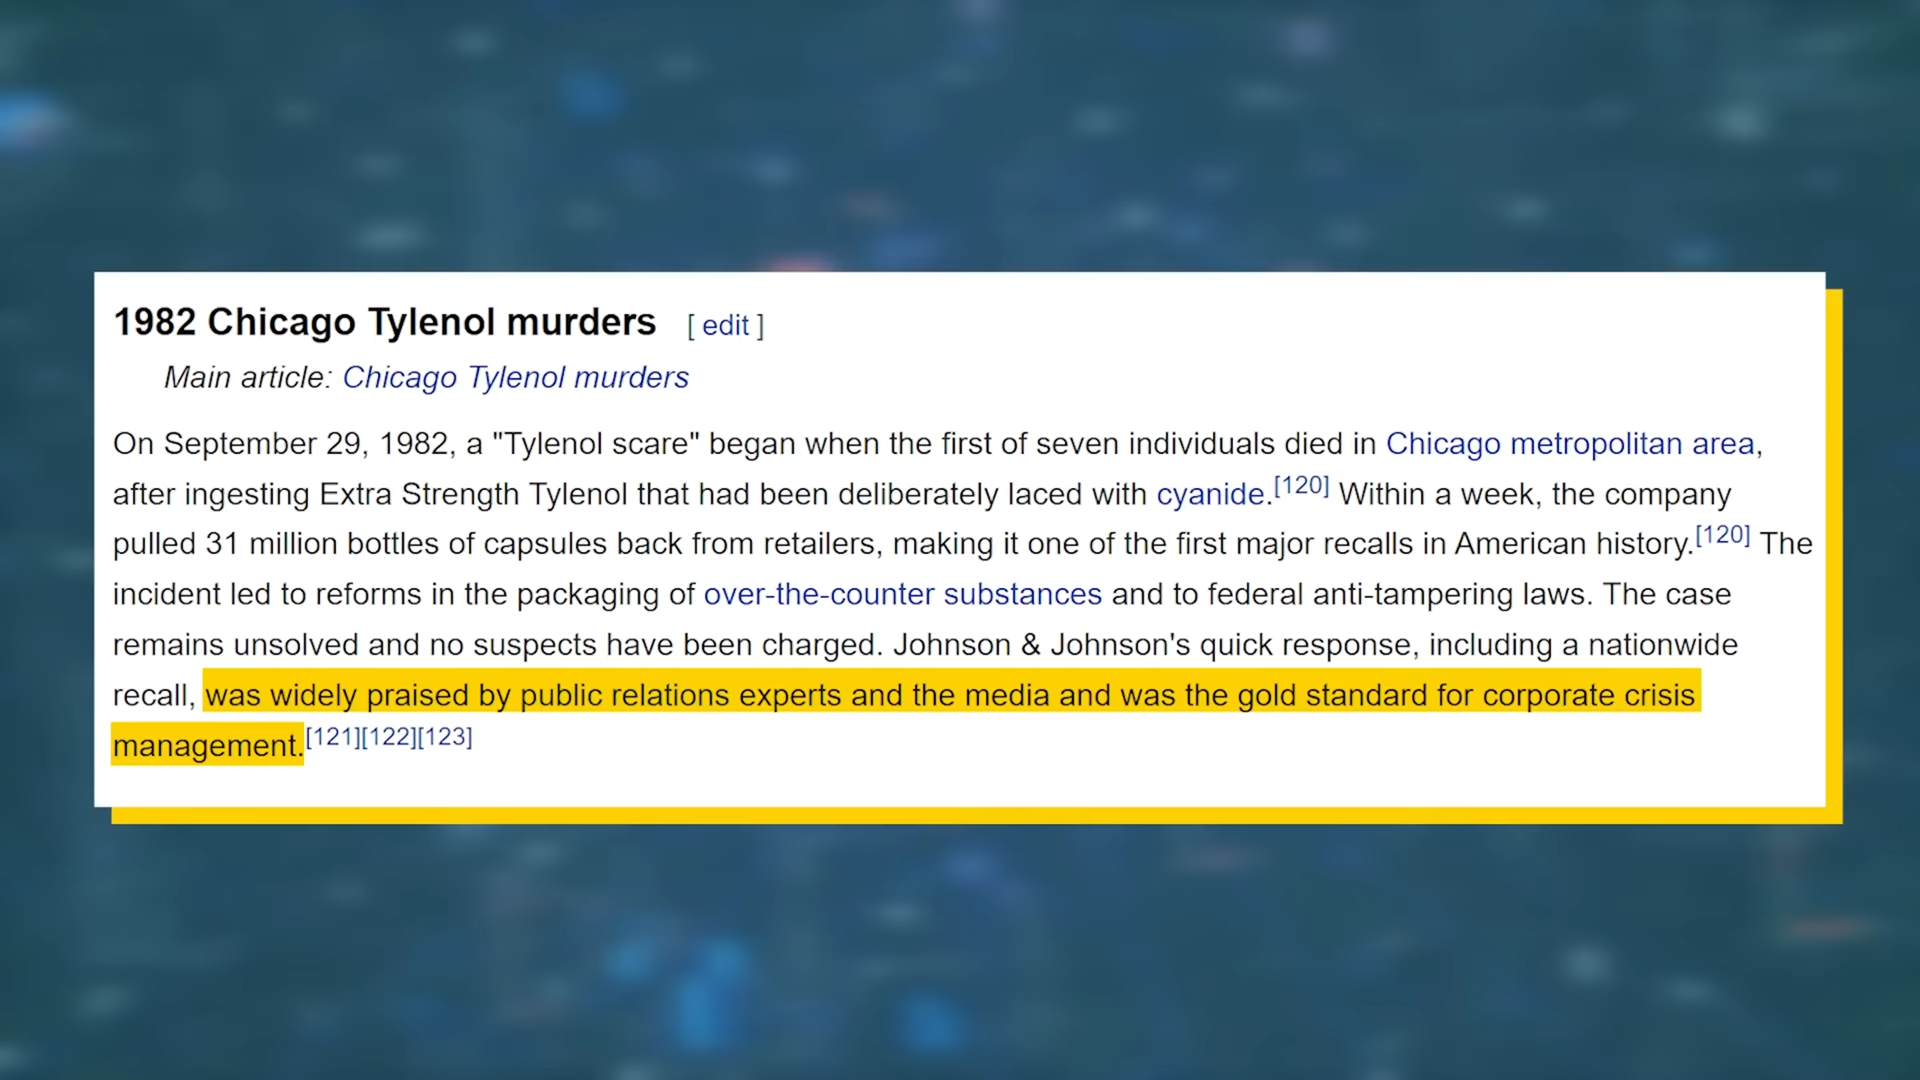 1982 Chicago Tylenol murders [ edit ]
Main article: Chicago Tylenol murders
On September 29, 1982, a "Tylenol scare" began when the first of seven individuals died in Chicago metropolitan area,
after ingesting Extra Strength Tylenol that had been deliberately laced with cyanide.[120] Within a week, the company
pulled 31 million bottles of capsules back from retailers, making it one of the first major recalls in American history.[120] The
incident led to reforms in the packaging of over-the-counter substances and to federal anti-tampering laws. The case
remains unsolved and no suspects have been charged. Johnson & Johnson's quick response, including a nationwide
recall, was widely praised by public relations experts and the media and was the gold standard for corporate crisis
management.[121][122][123]